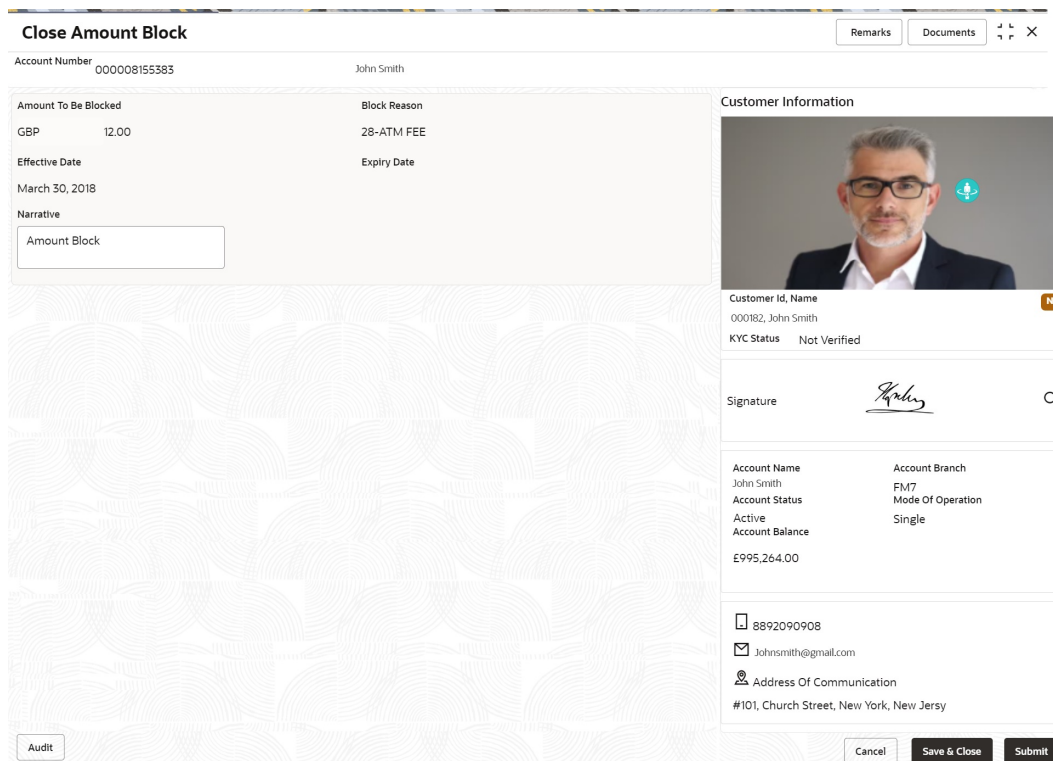 Close Amount Block
Remarks
Documents
Account Number 000008155383
John Smith
Amount To Be Blocked
Block Reason
GBP 12.00
28-ATM FEE
Effective Date
Expiry Date
March 30, 2018
Narrative
Amount Block
Customer Information
Customer Id, Name
000182, John Smith
KYC Status Not Verified
Signature
Account Name
Account Branch
John Smith
FM7
Account Status
Mode Of Operation
Active
Single
Account Balance
£995,264.00
8892090908
Johnsmith@gmail.com
Address Of Communication
#101, Church Street, New York, New Jersy
Audit
Cancel
Save & Close
Submit